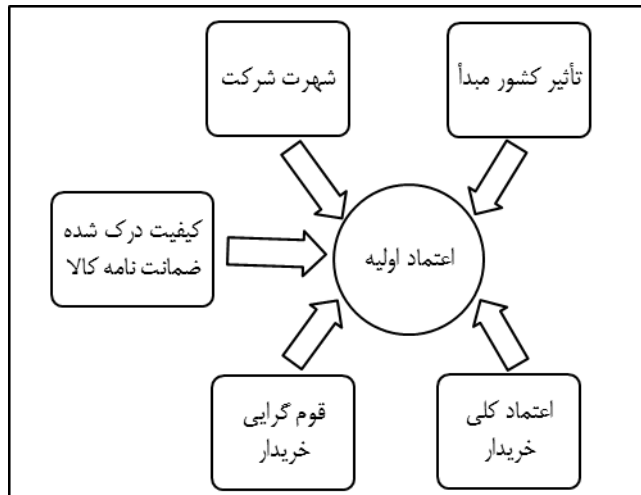 تأثیر کشور مبدأ
شهرت شرکت
کیفیت درک شده
ضمانت نامه کالا
اعتماد اولیه
اعتماد کلی
خریدار
قوم گرایی
خریدار